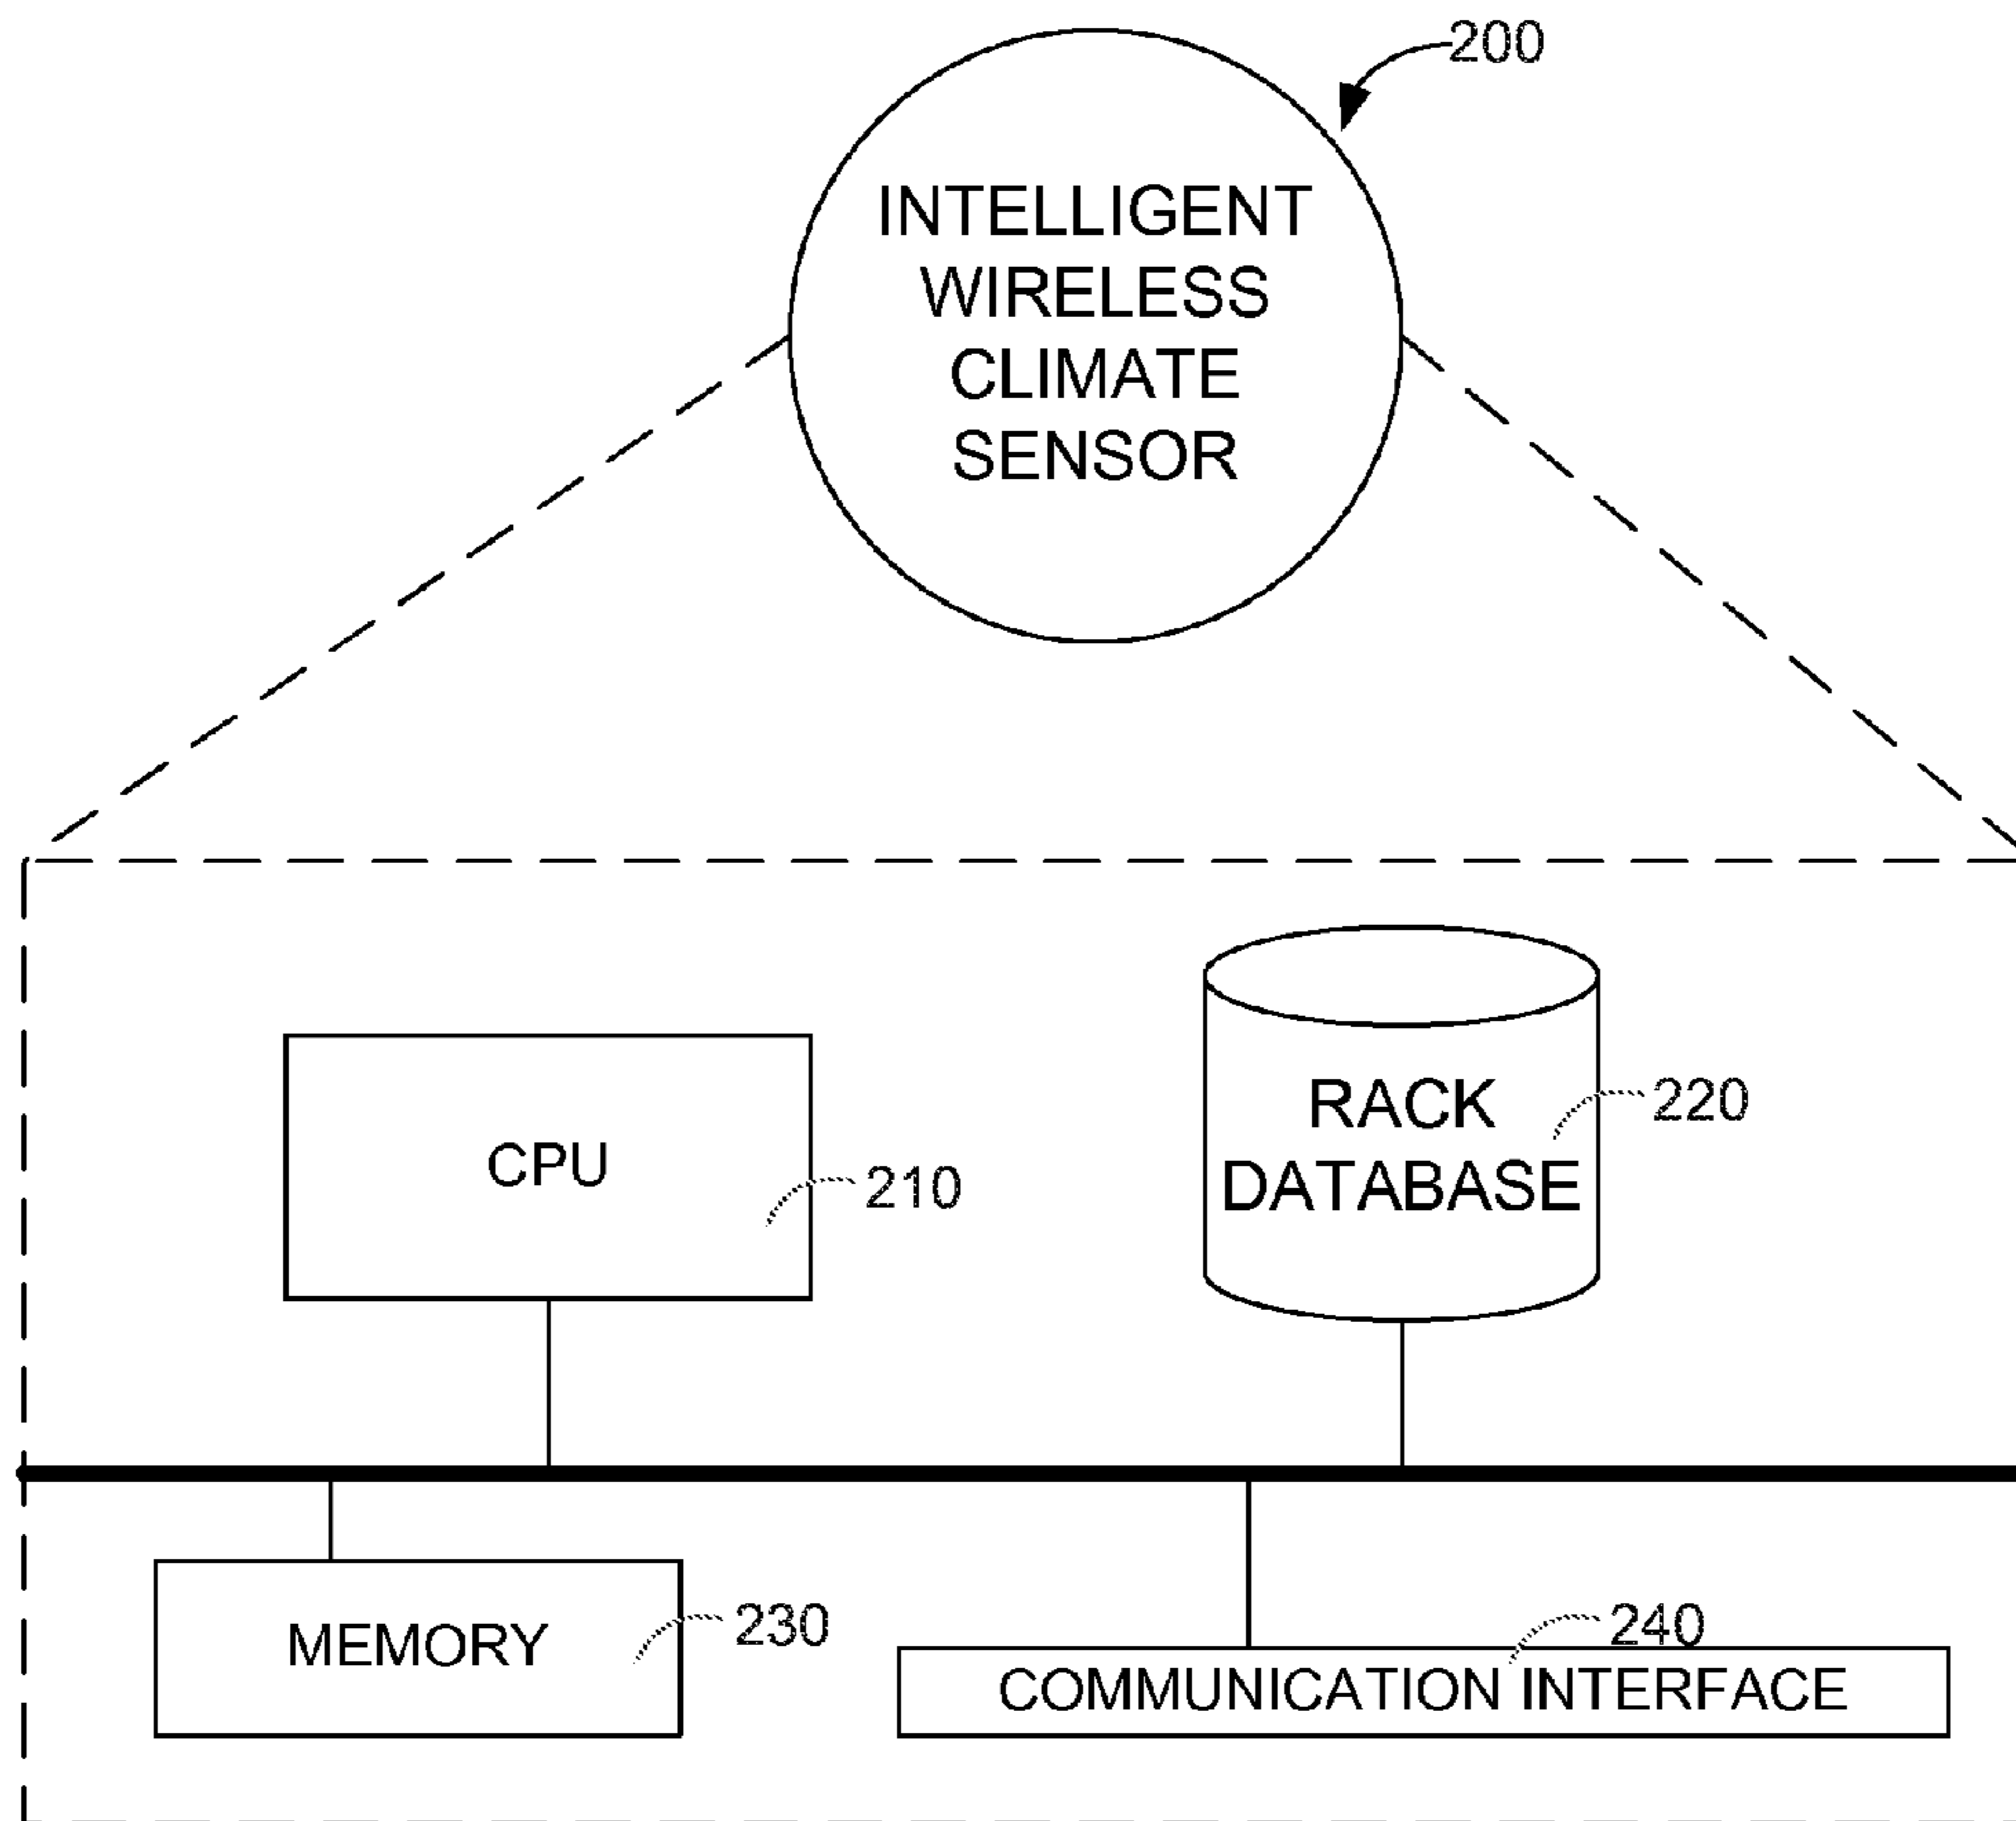 200
INTELLIGENT
WIRELESS
CLIMATE
SENSOR
RACK
DATABASE
220
CPU
210
MEMORY
230
240
COMMUNICATION INTERFACE